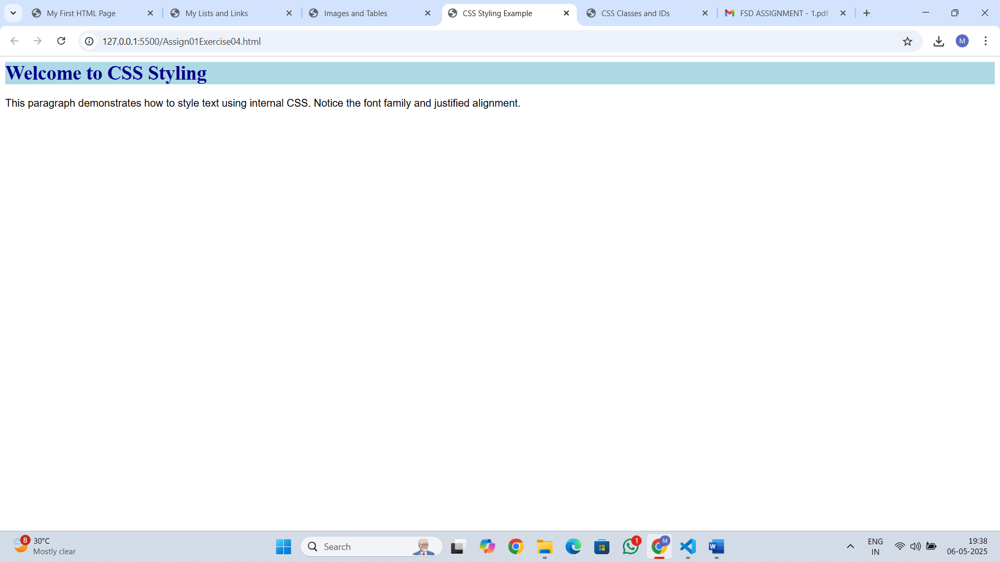 My First HTML Page
My Lists and Links
Images and Tables
CSS Styling Example
CSS Classes and IDs
FSD ASSIGNMENT - 1.pdf
127.0.0.1:5500/Assign01Exercise04.html
M
Welcome to CSS Styling
This paragraph demonstrates how to style text using internal CSS. Notice the font family and justified alignment.
8
30°C
Mostly clear
Search
1
M
W
ENG
IN
19:38
06-05-2025